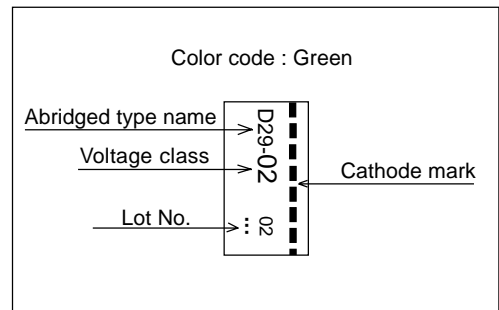 Color code : Green
Abridged type name
D29-02
Voltage class
Cathode mark
Lot No.
... 02